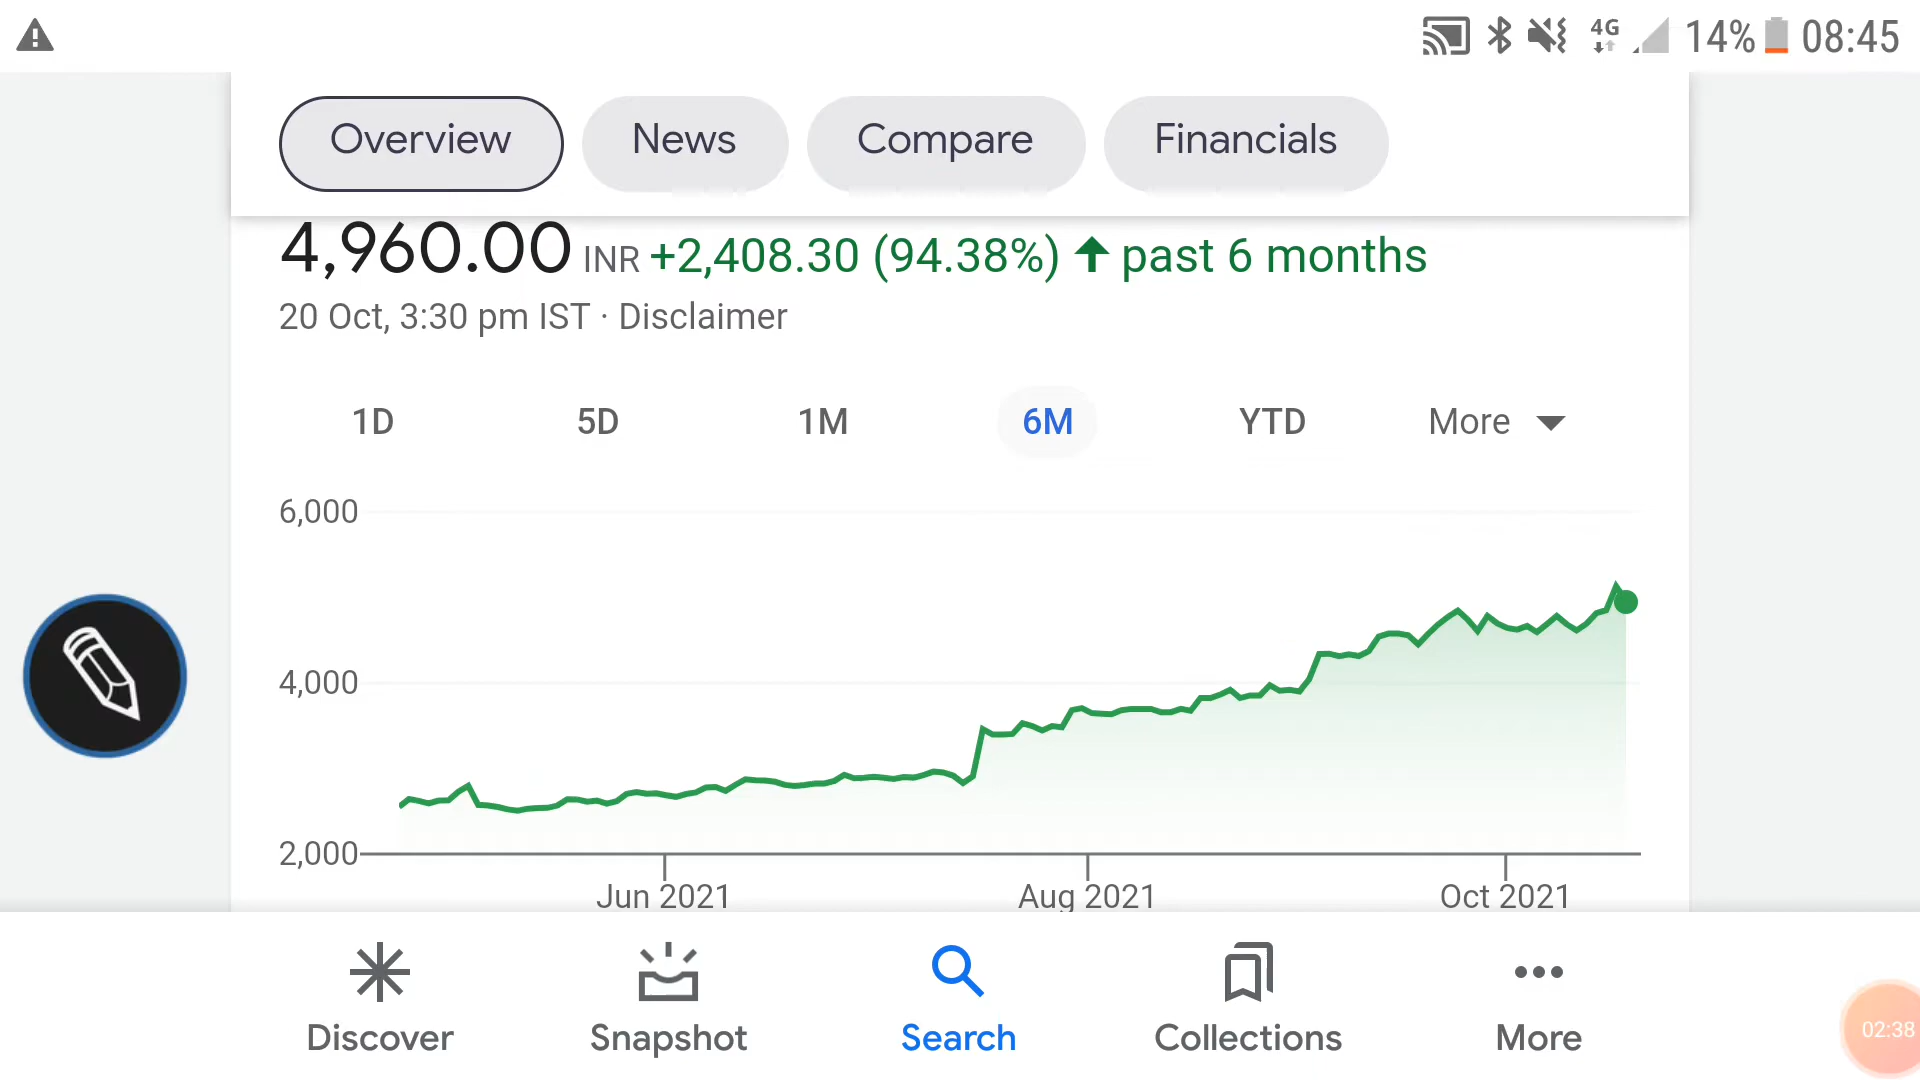 4G 14% 08:45
Overview News Compare Financials
4,960.00 INR +2,408.30 (94.38%) ↑ past 6 months
20 Oct, 3:30 pm IST · Disclaimer
1D 5D 1M 6M YTD More
6,000
4,000
2,000
Jun 2021 Aug 2021 Oct 2021
Discover Snapshot Search Collections More
02:38